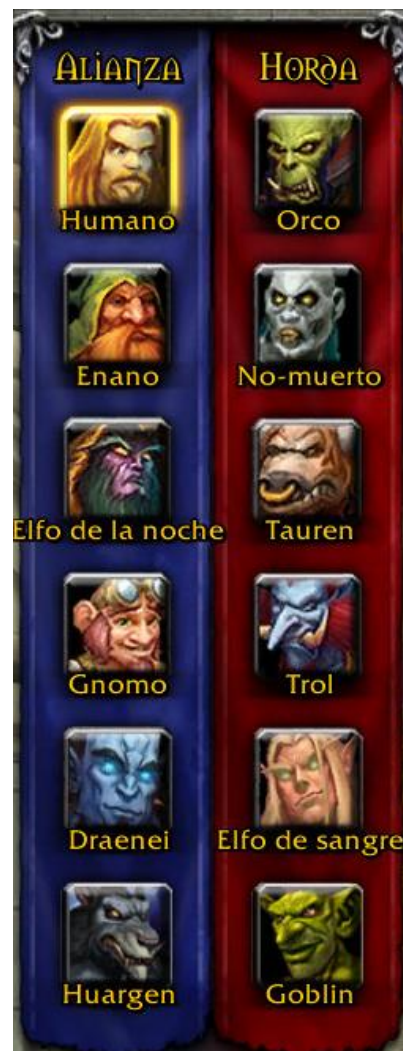 Alianza
Horda
Humano
Orco
Enano
No-muerto
Elfo de la noche
Tauren
Gnomo
Trol
Draenei
Elfo de sangre
Huargen
Goblin